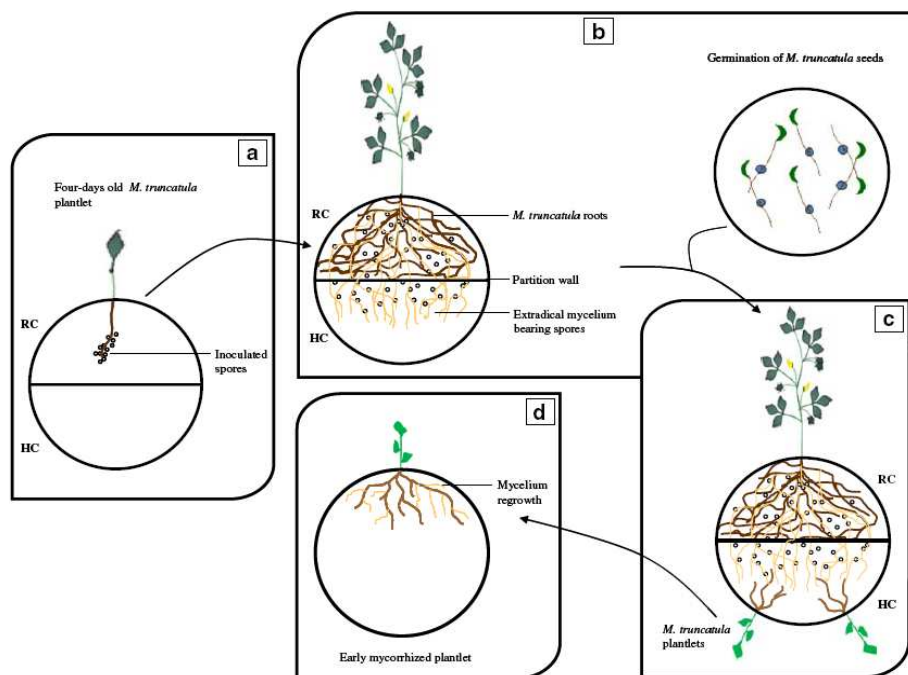 a
Four-days old M. truncatula
plantlet
RC
Inoculated
spores
HC
b
Germination of M. truncatula seeds
RC
M. truncatula roots
Partition wall
Extradical mycelium
bearing spores
HC
c
RC
HC
M. truncatula
plantlets
d
Mycelium
regrowth
Early mycorrhized plantlet